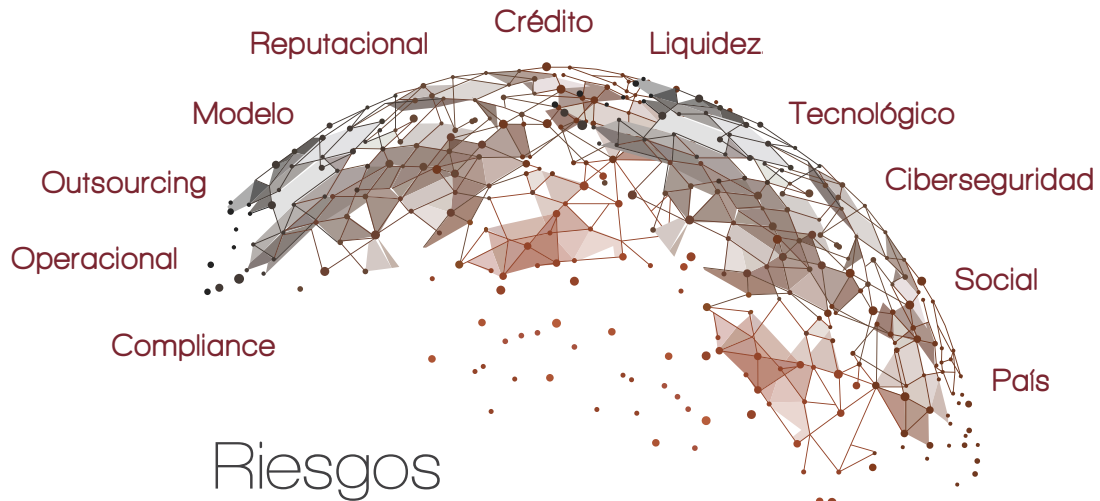 Crédito
Reputacional
Liquidez
Modelo
Tecnológico
Outsourcing
Ciberseguridad
Operacional
Social
Compliance
País
Riesgos